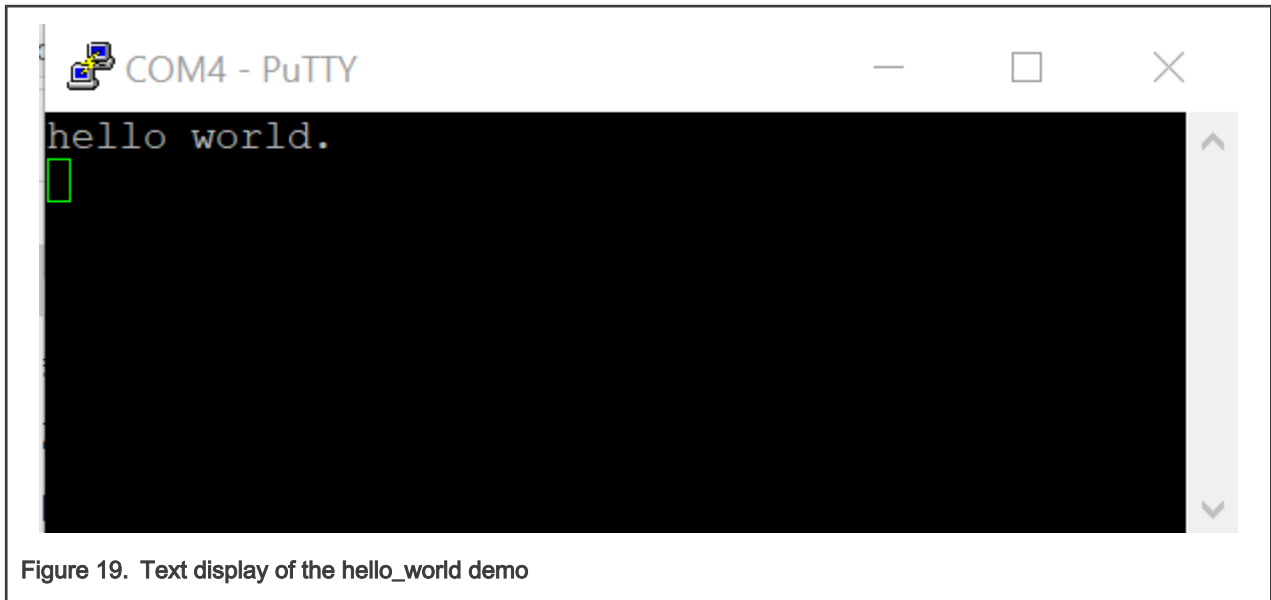 COM4 - PuTTY
hello world.
Figure 19. Text display of the hello_world demo